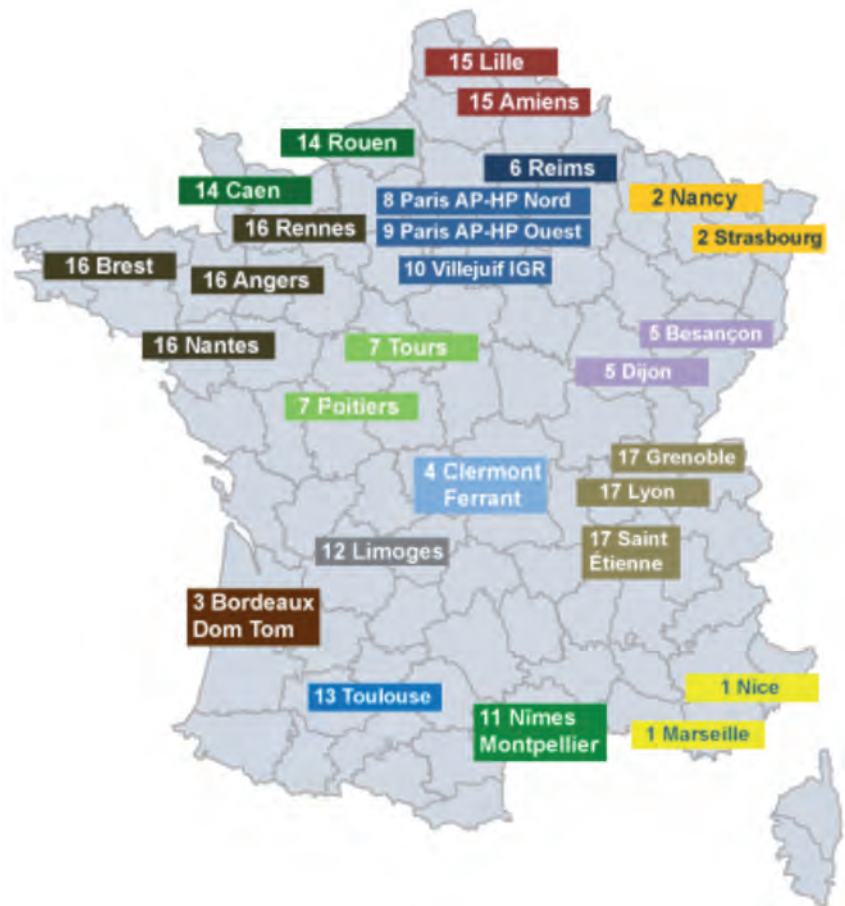 15 Lille
15 Amiens
14 Rouen
6 Reims
14 Caen
8 Paris AP-HP Nord
2 Nancy
16 Rennes
9 Paris AP-HP Ouest
2 Strasbourg
16 Brest
16 Angers
10 Villejuif IGR
16 Nantes
7 Tours
5 Besançon
5 Dijon
7 Poitiers
4 Clermont
Ferrant
17 Grenoble
17 Lyon
12 Limoges
17 Saint
Étienne
3 Bordeaux
Dom Tom
13 Toulouse
1 Nice
11 Nîmes
Montpellier
1 Marseille